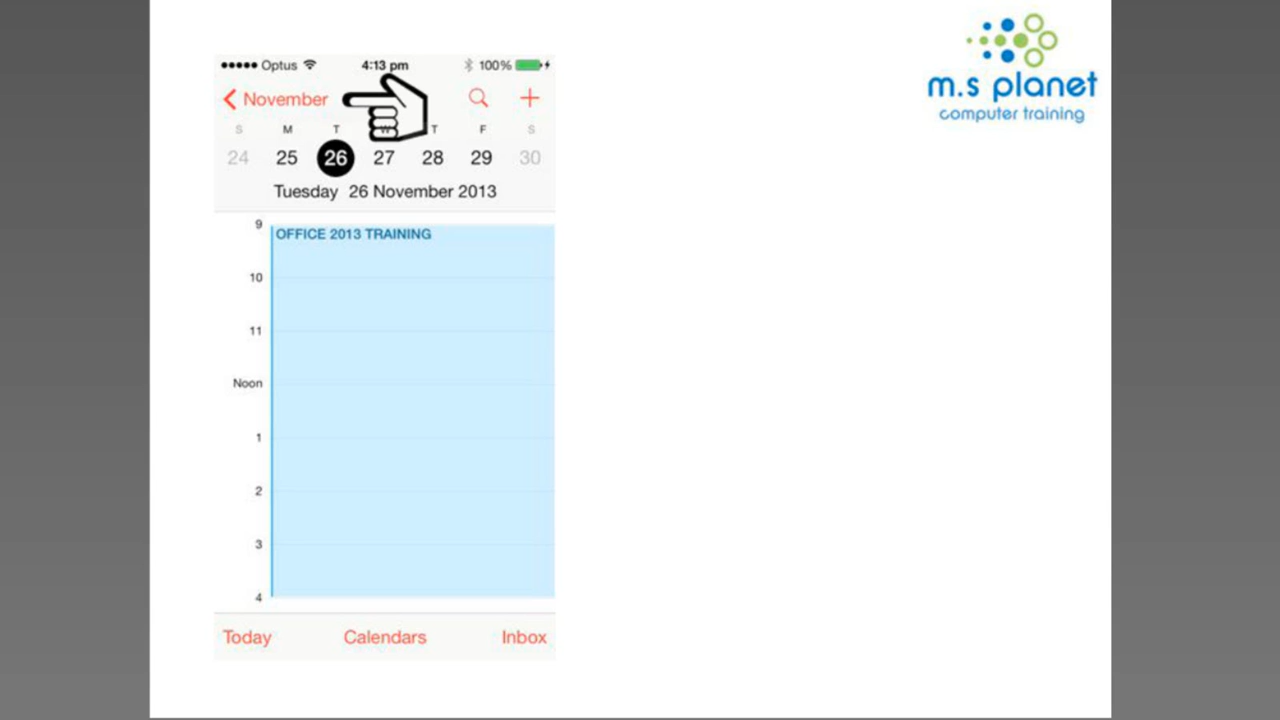 m.s planet
computer training
Optus 4:13 pm 100%
November
S M T W T F S
24 25 26 27 28 29 30
Tuesday 26 November 2013
9
OFFICE 2013 TRAINING
10
11
Noon
1
2
3
4
Today Calendars Inbox